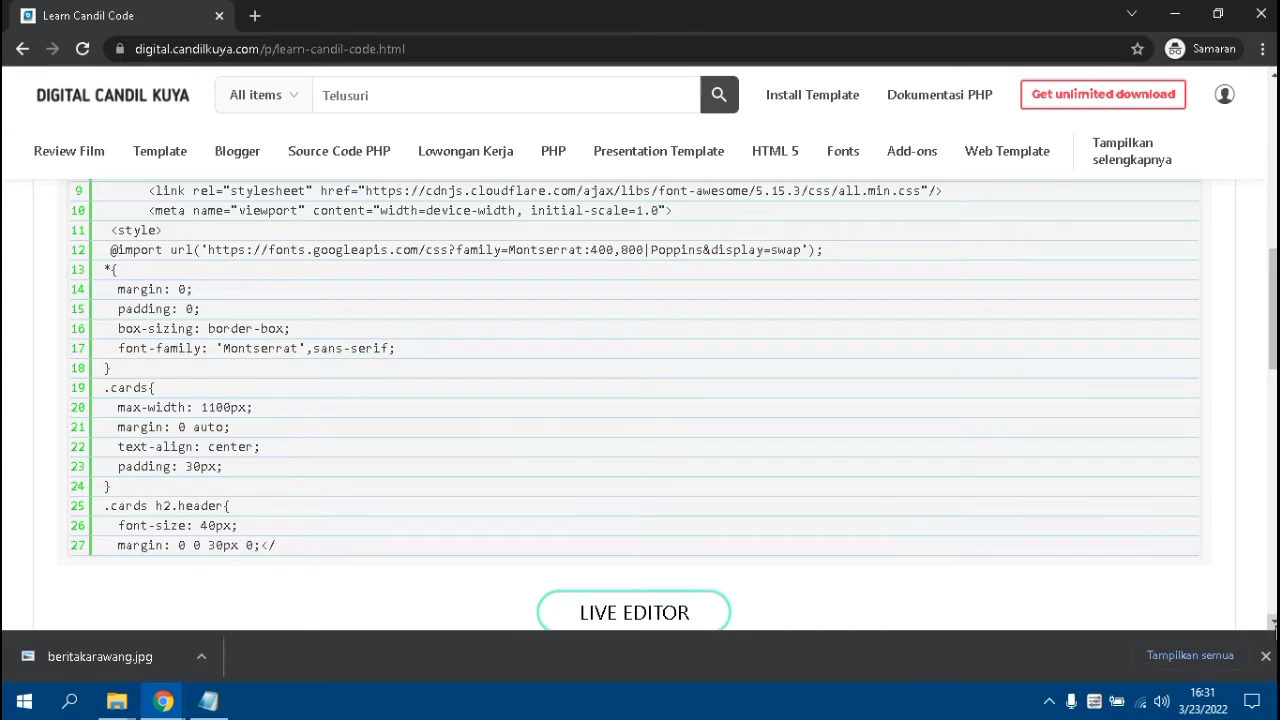 Learn Candil Code
digital.candilkuya.com/p/learn-candil-code.html
Samaran
DIGITAL CANDIL KUYA
All items
Telusuri
Install Template
Dokumentasi PHP
Get unlimited download
Review Film
Template
Blogger
Source Code PHP
Lowongan Kerja
PHP
Presentation Template
HTML 5
Fonts
Add-ons
Web Template
Tampilkan
selengkapnya
9 <link rel="stylesheet" href="https://cdnjs.cloudflare.com/ajax/libs/font-awesome/5.15.3/css/all.min.css"/>
10 <meta name="viewport" content="width=device-width, initial-scale=1.0">
11 <style>
12 @import url('https://fonts.googleapis.com/css?family=Montserrat:400,800|Poppins&display=swap');
13 *{
14 margin: 0;
15 padding: 0;
16 box-sizing: border-box;
17 font-family: 'Montserrat',sans-serif;
18 }
19 .cards{
20 max-width: 1100px;
21 margin: 0 auto;
22 text-align: center;
23 padding: 30px;
24 }
25 .cards h2.header{
26 font-size: 40px;
27 margin: 0 0 30px 0;</
LIVE EDITOR
beritakarawang.jpg
Tampilkan semua
16:31
3/23/2022